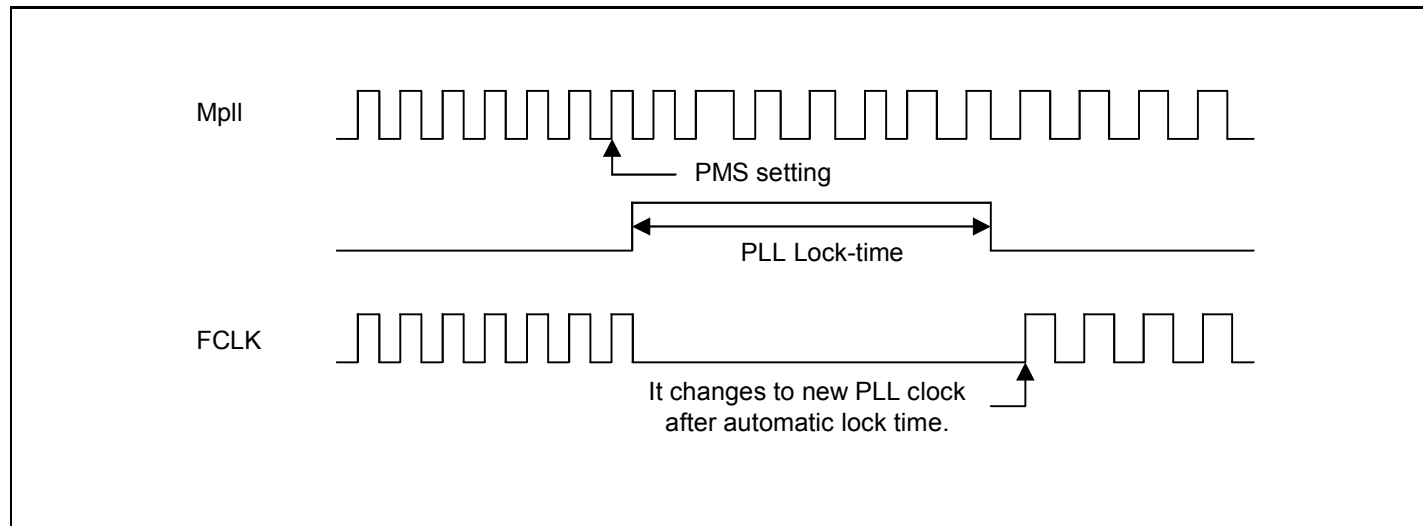 Mpll
PMS setting
PLL Lock-time
FCLK
It changes to new PLL clock
after automatic lock time.